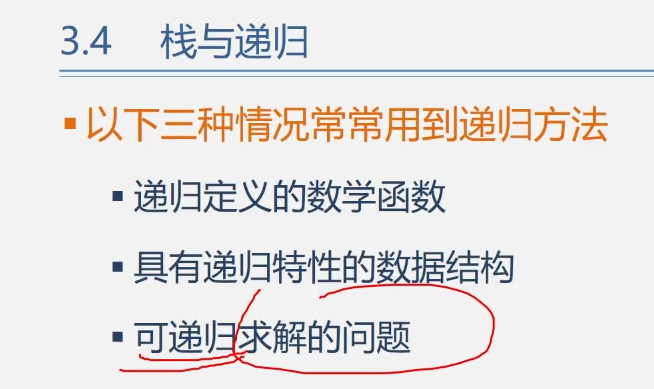 3.4 栈与递归
以下三种情况常常用到递归方法
递归定义的数学函数
具有递归特性的数据结构
可递归求解的问题